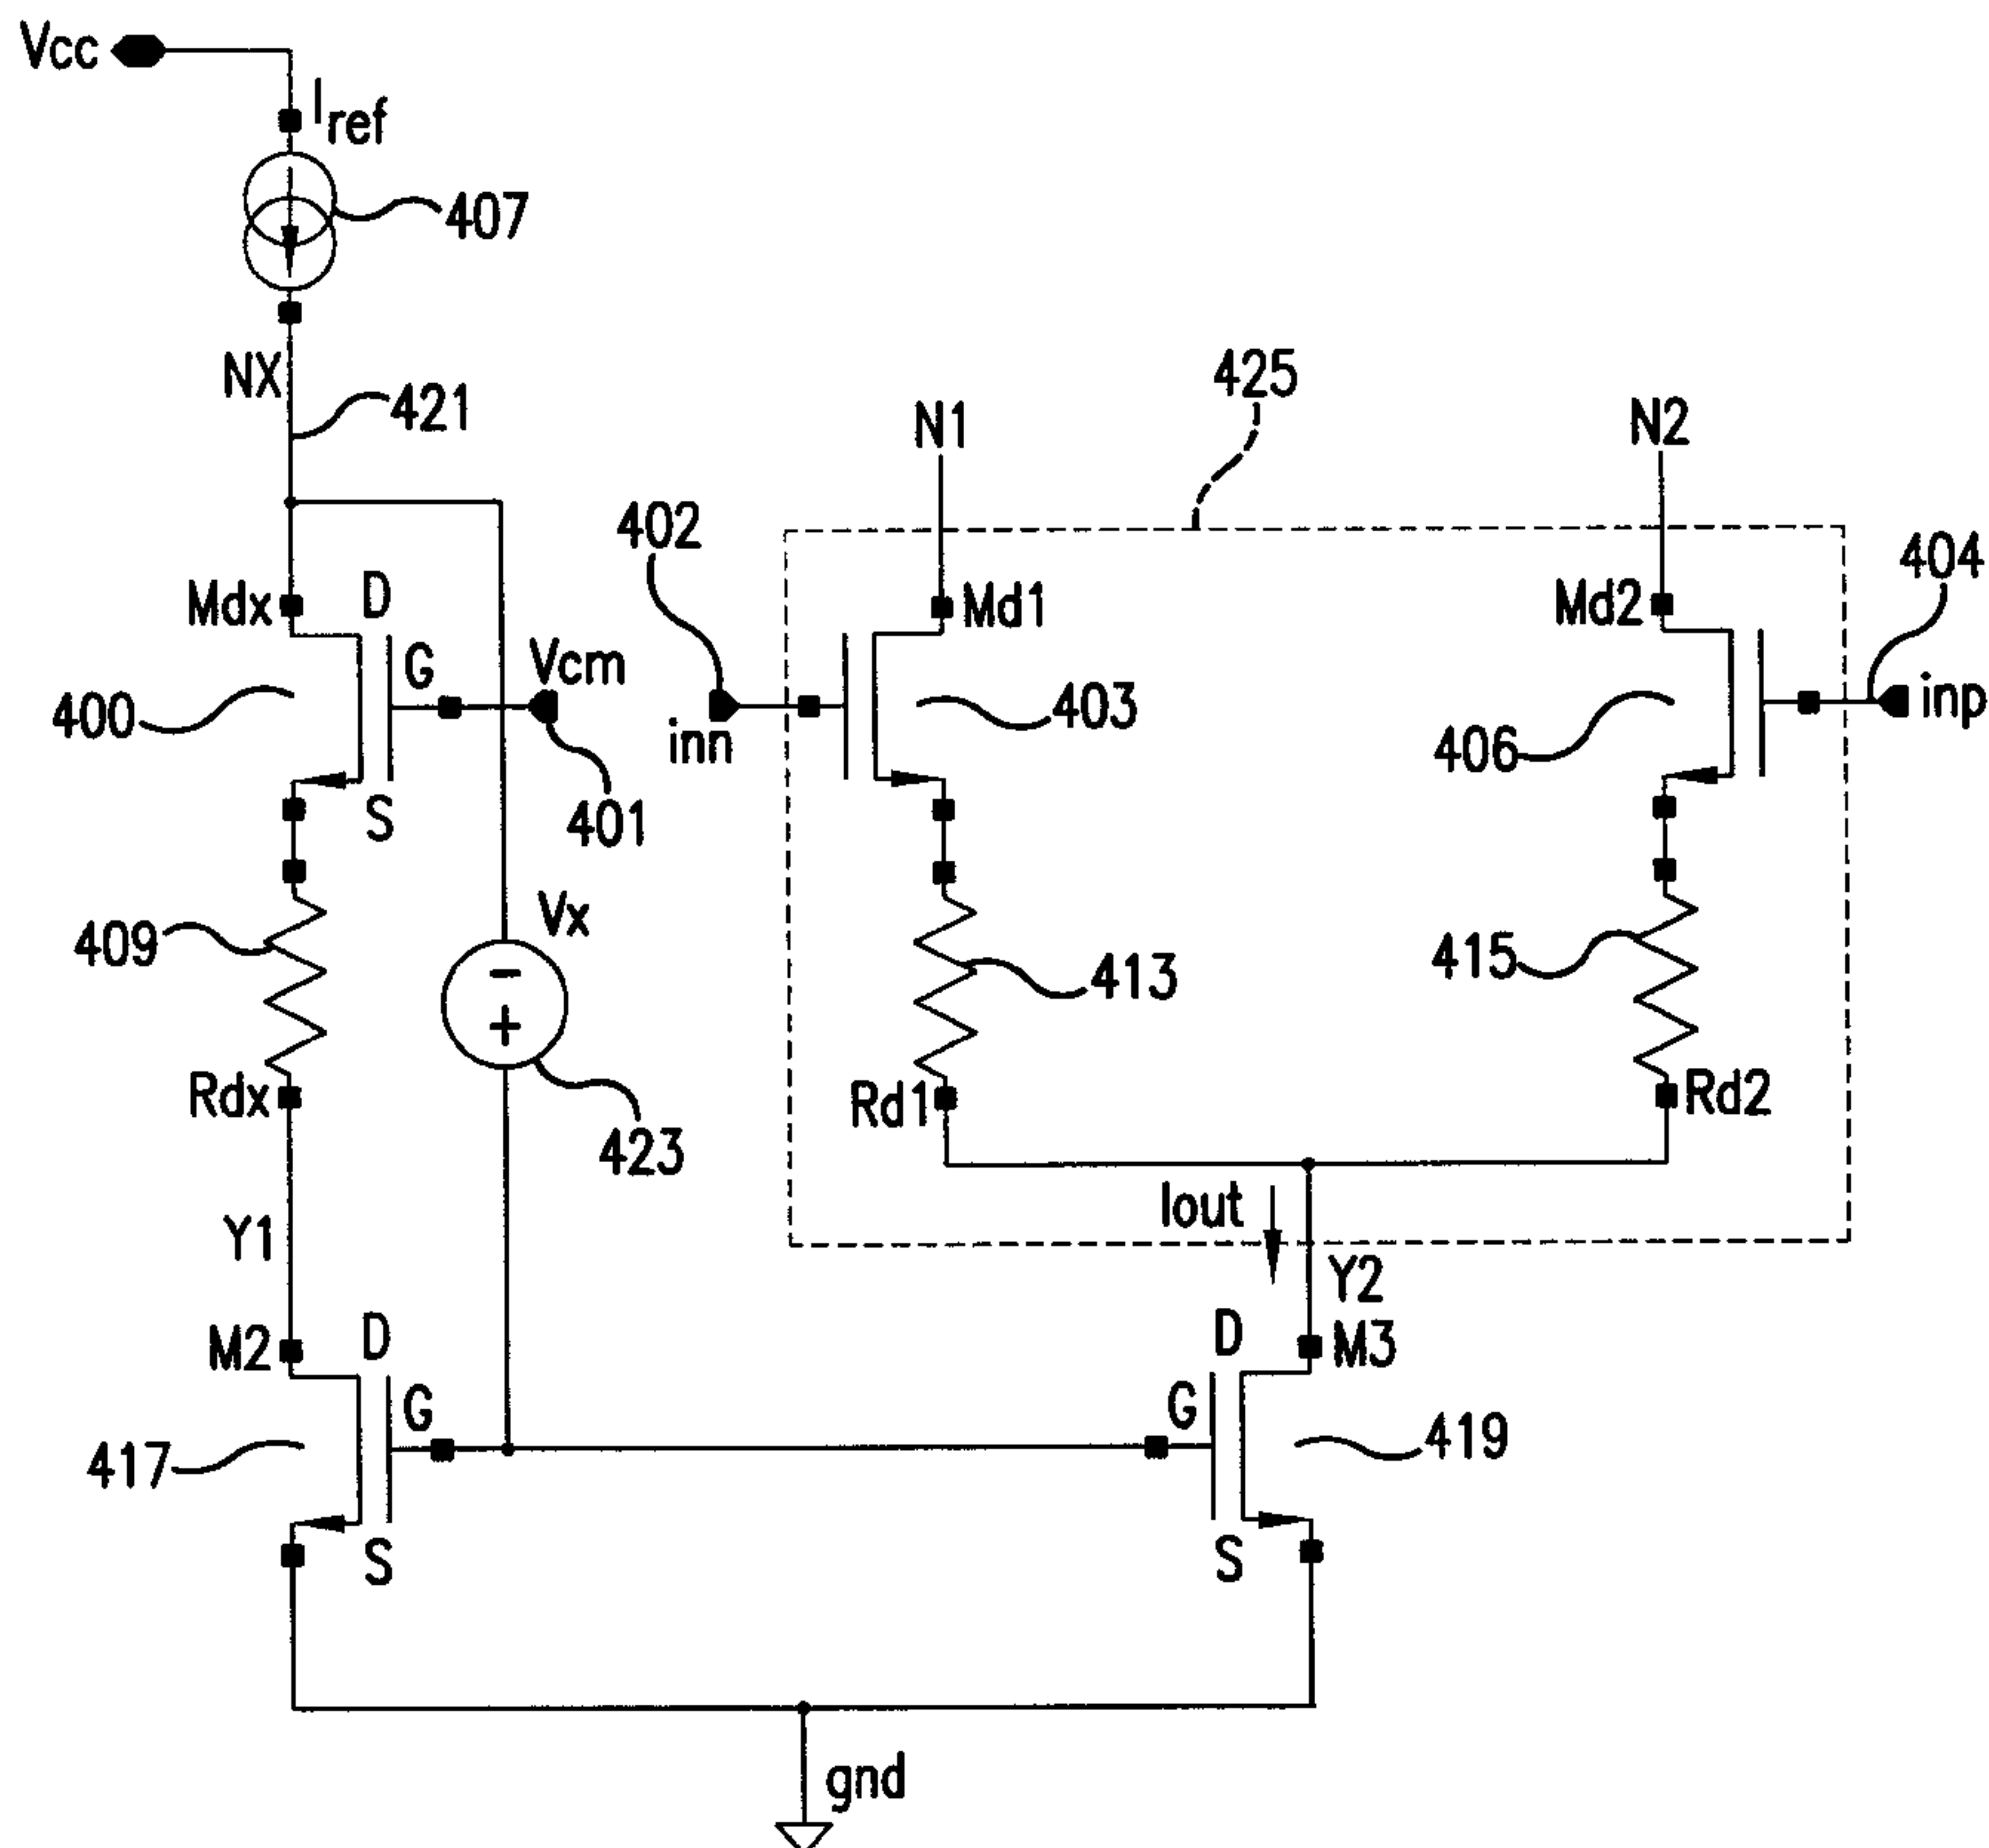 Vcc
Iref
407
NX
421
425
N1
N2
402
404
Mdx
D
Md1
Md2
G
Vcm
400
403
inn
406
inp
S
401
Vx
409
413
415
Rdx
Rd1
Rd2
423
Y1
Iout
Y2
M2
D
D
M3
G
G
417
419
S
S
gnd
- 
+